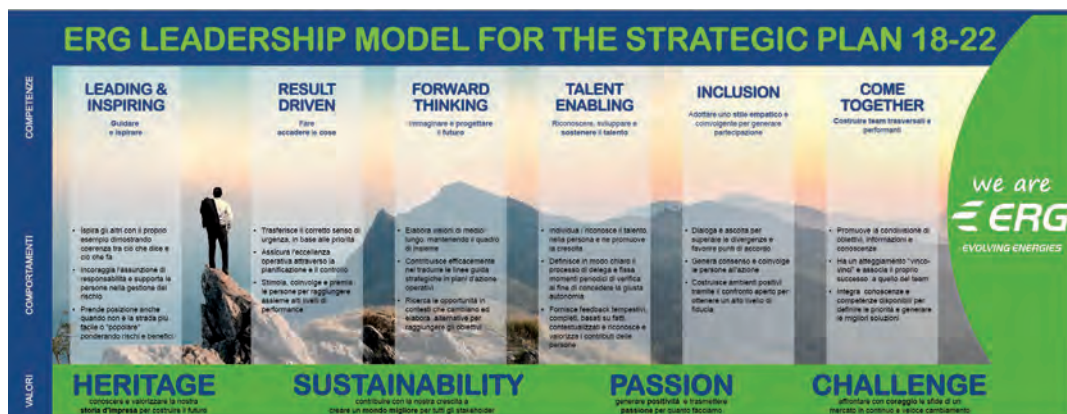 ERG LEADERSHIP MODEL FOR THE STRATEGIC PLAN 18-22
COMPETENZE
LEADING &
INSPIRING
Guidare
e ispirare
RESULT
DRIVEN
Fare
accadere le cose
FORWARD
THINKING
Immaginare e progettare
il futuro
TALENT
ENABLING
Riconoscere, sviluppare e
sostenere il talento
INCLUSION
Adottare uno stile empatico e
coinvolgente per generare
partecipazione
COME
TOGETHER
Costruire team trasversali e
performanti
we are
ERG
EVOLVING ENERGIES
COMPORTAMENTI
• Ispira gli altri con il proprio
esempio dimostrando
coerenza tra ciò che dice e
ciò che fa
• Incoraggia l'assunzione di
responsabilità e supporta le
persone nella gestione del
rischio
• Prende posizione anche
quando non è la strada più
facile o "popolare"
ponderando rischi e benefici
• Trasferisce il corretto senso di
urgenza, in base alle priorità
• Assicura l'eccellenza
operativa attraverso la
pianificazione e il controllo
• Stimola, coinvolge e premia
le persone per raggiungere
assieme alti livelli di
performance
• Elabora visioni di medio-
lungo, mantenendo il quadro
di insieme
• Contribuisce efficacemente
nel tradurre le linee guida
strategiche in piani d'azione
operativi
• Ricerca le opportunità in
contesti che cambiano ed
elabora alternative per
raggiungere gli obiettivi
• Individua / riconosce il talento
nella persona e ne promuove la
crescita
• Definisce in modo chiaro il
processo di delega e fissa
momenti periodici di verifica
al fine di concedere la giusta
autonomia
• Fornisce feedback tempestivi,
completi, basati su fatti,
contestualizzati e riconosce e
valorizza i contributi delle
persone
• Dialoga e ascolta per
superare le divergenze e
favorire punti di accordo
• Genera consenso e coinvolge
le persone all'azione
• Costruisce ambienti positivi
tramite il confronto aperto per
ottenere un alto livello di
fiducia
• Promuove la condivisione di
obiettivi, informazioni e
conoscenze
• Ha un atteggiamento "vinco-
vinci" e associa il proprio
successo a quello del team
• Integra conoscenze e
competenze disponibili per
definire le priorità e generare
le migliori soluzioni
VALORI
HERITAGE
conoscere e valorizzare la nostra
storia d'impresa per costruire il futuro
SUSTAINABILITY
contribuire con la nostra crescita a
creare un mondo migliore per tutti gli stakeholder
PASSION
generare positività e trasmettere
passione per quanto facciamo
CHALLENGE
affrontare con coraggio le sfide di un
mercato in continuo e veloce cambiamento